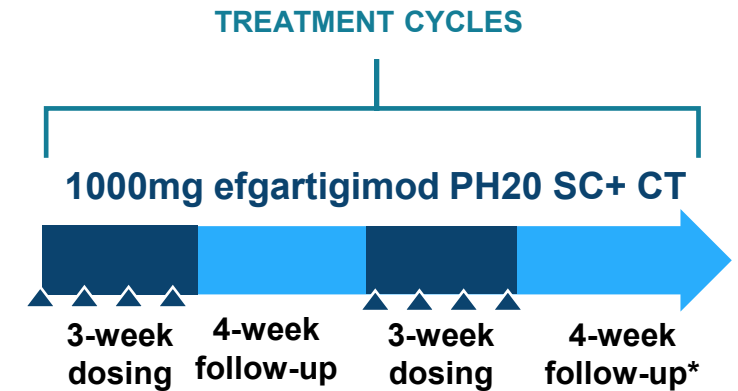 TREATMENT CYCLES
1000mg efgartigimod PH20 SC+ CT
3-week
dosing
4-week
follow-up
3-week
dosing
4-week
follow-up*